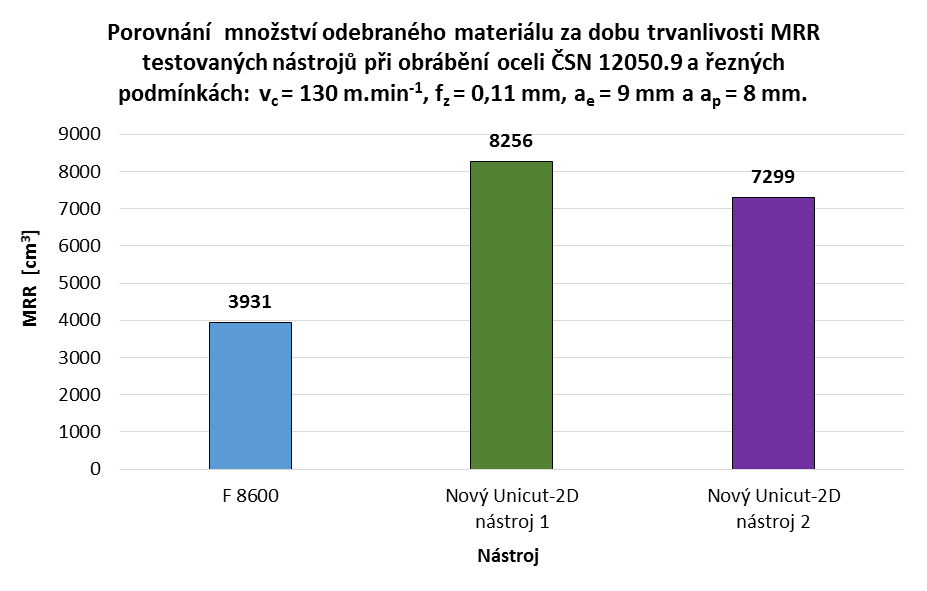 Porovnání množství odebraného materiálu za dobu trvanlivosti MRR
testovaných nástrojů při obrábění oceli ČSN 12050.9 a řezných
podmínkách: vc = 130 m.min-1, fz = 0,11 mm, ae = 9 mm a ap = 8 mm.
9000
8000
7000
6000
5000
4000
3000
2000
1000
0
MRR [cm3]
3931
8256
7299
F 8600
Nový Unicut-2D
nástroj 1
Nový Unicut-2D
nástroj 2
Nástroj